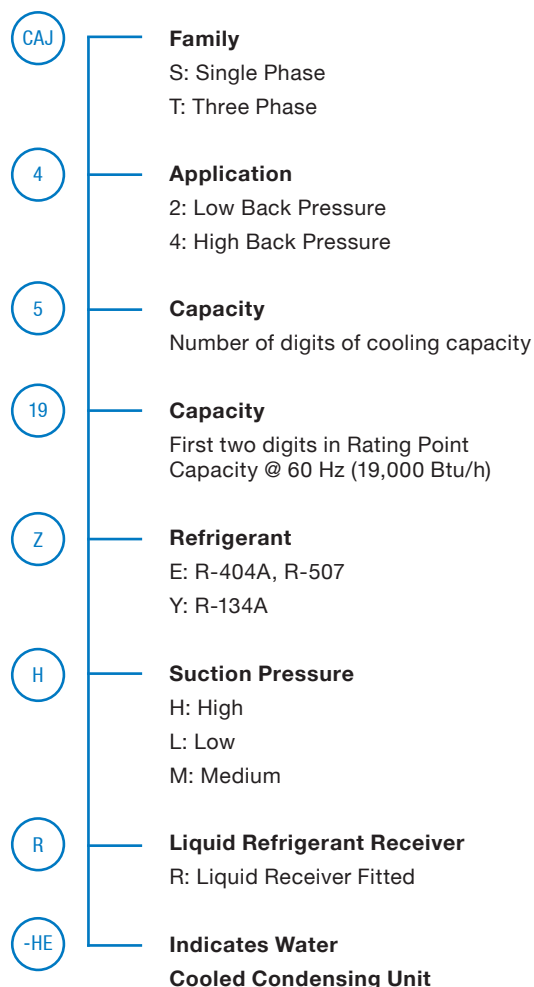 CAJ
Family
S: Single Phase
T: Three Phase
4
Application
2: Low Back Pressure
4: High Back Pressure
5
Capacity
Number of digits of cooling capacity
19
Capacity
First two digits in Rating Point
Capacity @ 60 Hz (19,000 Btu/h)
Z
Refrigerant
E: R-404A, R-507
Y: R-134A
H
Suction Pressure
H: High
L: Low
M: Medium
R
Liquid Refrigerant Receiver
R: Liquid Receiver Fitted
-HE
Indicates Water
Cooled Condensing Unit